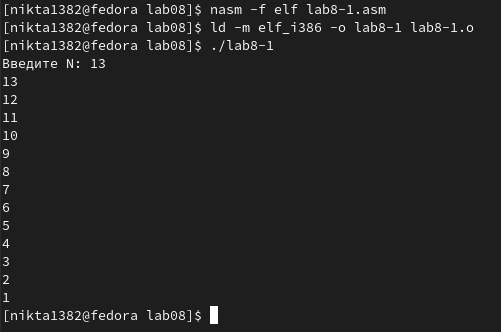 [nikta1382@fedora lab08]$ nasm -f elf lab8-1.asm
[nikta1382@fedora lab08]$ ld -m elf_i386 -o lab8-1 lab8-1.o
[nikta1382@fedora lab08]$ ./lab8-1
Введите N: 13
13
12
11
10
9
8
7
6
5
4
3
2
1
[nikta1382@fedora lab08]$